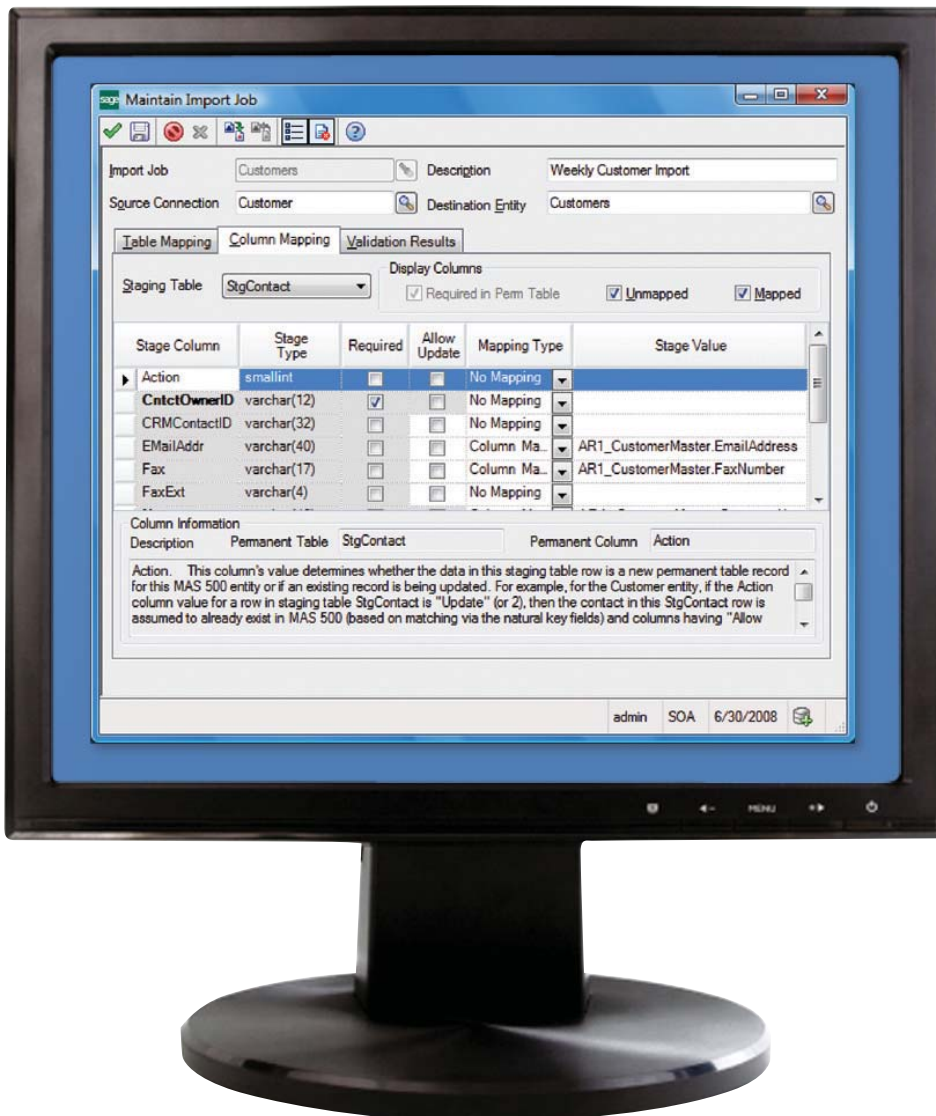 sage Maintain Import Job
Import Job Customers Description Weekly Customer Import
Source Connection Customer Destination Entity Customers
Table Mapping Column Mapping Validation Results
Display Columns
Staging Table StgContact Required in Perm Table Unmapped Mapped
Stage Column Stage Type Required Allow Update Mapping Type Stage Value
Action smallint No Mapping
CntctOwnerID varchar(12) No Mapping
CRMContactID varchar(32) No Mapping
EMailAddr varchar(40) Column Ma... AR1_CustomerMaster.EmailAddress
Fax varchar(17) Column Ma... AR1_CustomerMaster.FaxNumber
FaxExt varchar(4) No Mapping
Column Information
Description Permanent Table StgContact Permanent Column Action
Action. This column's value determines whether the data in this staging table row is a new permanent table record
for this MAS 500 entity or if an existing record is being updated. For example, for the Customer entity, if the Action
column value for a row in staging table StgContact is "Update" (or 2), then the contact in this StgContact row is
assumed to already exist in MAS 500 (based on matching via the natural key fields) and columns having "Allow
admin SOA 6/30/2008
MENU